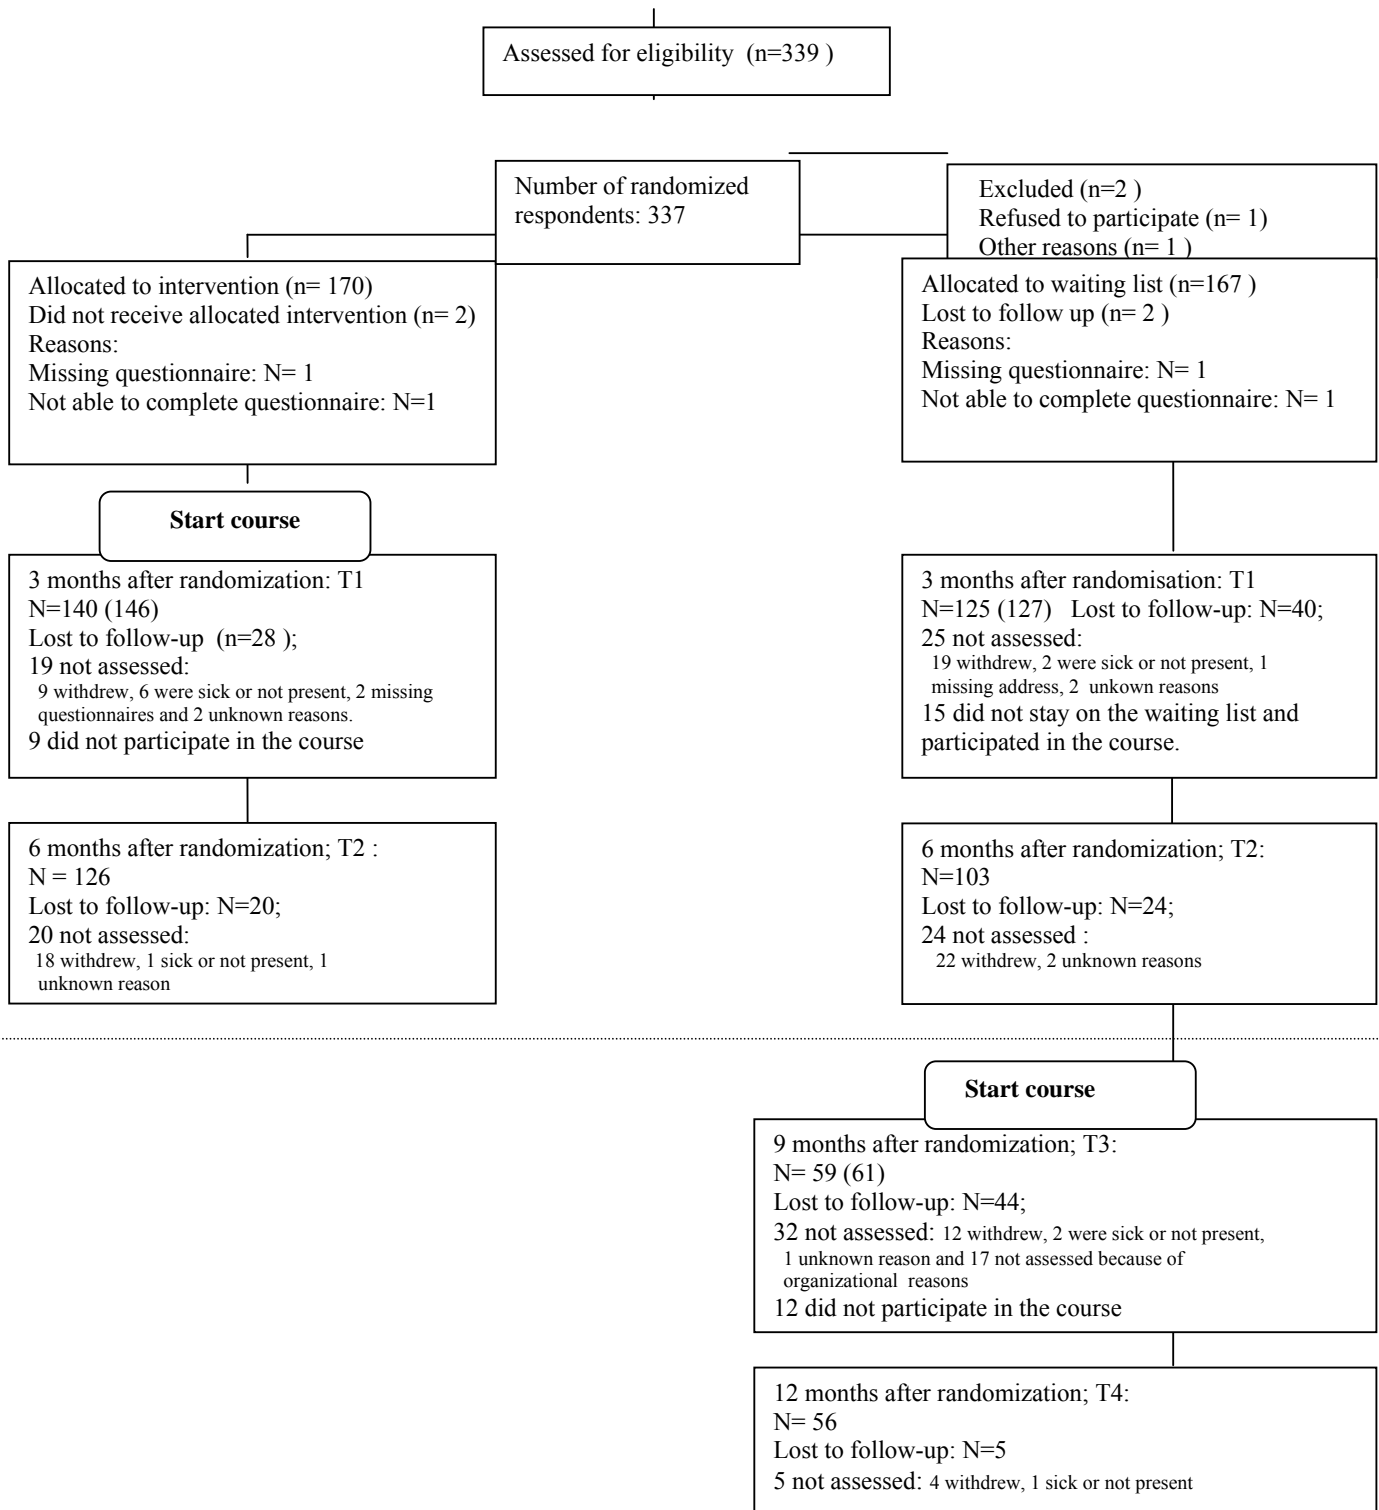 Assessed for eligibility (n=339 )
Number of randomized
respondents: 337
Excluded (n=2 )
Refused to participate (n= 1)
Other reasons (n= 1 )
Allocated to intervention (n= 170)
Did not receive allocated intervention (n= 2)
Reasons:
Missing questionnaire: N= 1
Not able to complete questionnaire: N=1
Allocated to waiting list (n=167 )
Lost to follow up (n= 2 )
Reasons:
Missing questionnaire: N= 1
Not able to complete questionnaire: N= 1
Start course
3 months after randomization: T1
N=140 (146)
Lost to follow-up (n=28 );
19 not assessed:
9 withdrew, 6 were sick or not present, 2 missing
questionnaires and 2 unknown reasons.
9 did not participate in the course
3 months after randomisation: T1
N=125 (127) Lost to follow-up: N=40;
25 not assessed:
19 withdrew, 2 were sick or not present, 1
missing address, 2 unkown reasons
15 did not stay on the waiting list and
participated in the course.
6 months after randomization; T2 :
N = 126
Lost to follow-up: N=20;
20 not assessed:
18 withdrew, 1 sick or not present, 1
unknown reason
6 months after randomization; T2:
N=103
Lost to follow-up: N=24;
24 not assessed :
22 withdrew, 2 unknown reasons
Start course
9 months after randomization; T3:
N= 59 (61)
Lost to follow-up: N=44;
32 not assessed: 12 withdrew, 2 were sick or not present,
1 unknown reason and 17 not assessed because of
organizational reasons
12 did not participate in the course
12 months after randomization; T4:
N= 56
Lost to follow-up: N=5
5 not assessed: 4 withdrew, 1 sick or not present